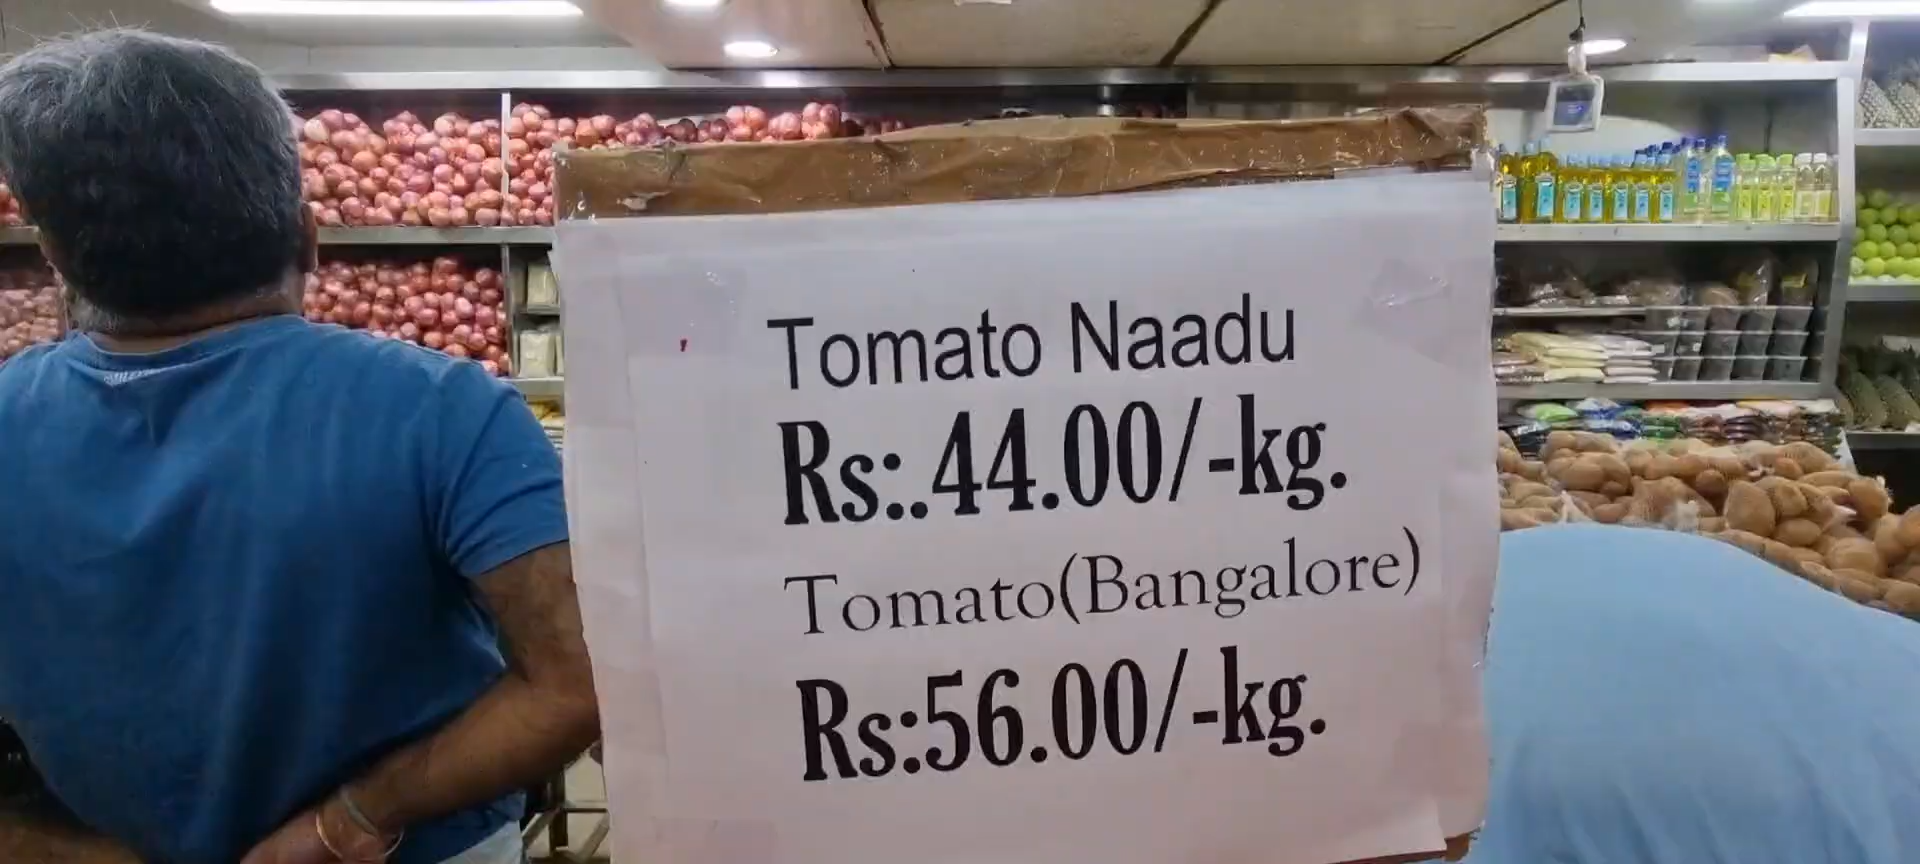 Tomato Naadu
Rs:.44.00/-kg.
Tomato(Bangalore)
Rs:56.00/-kg.